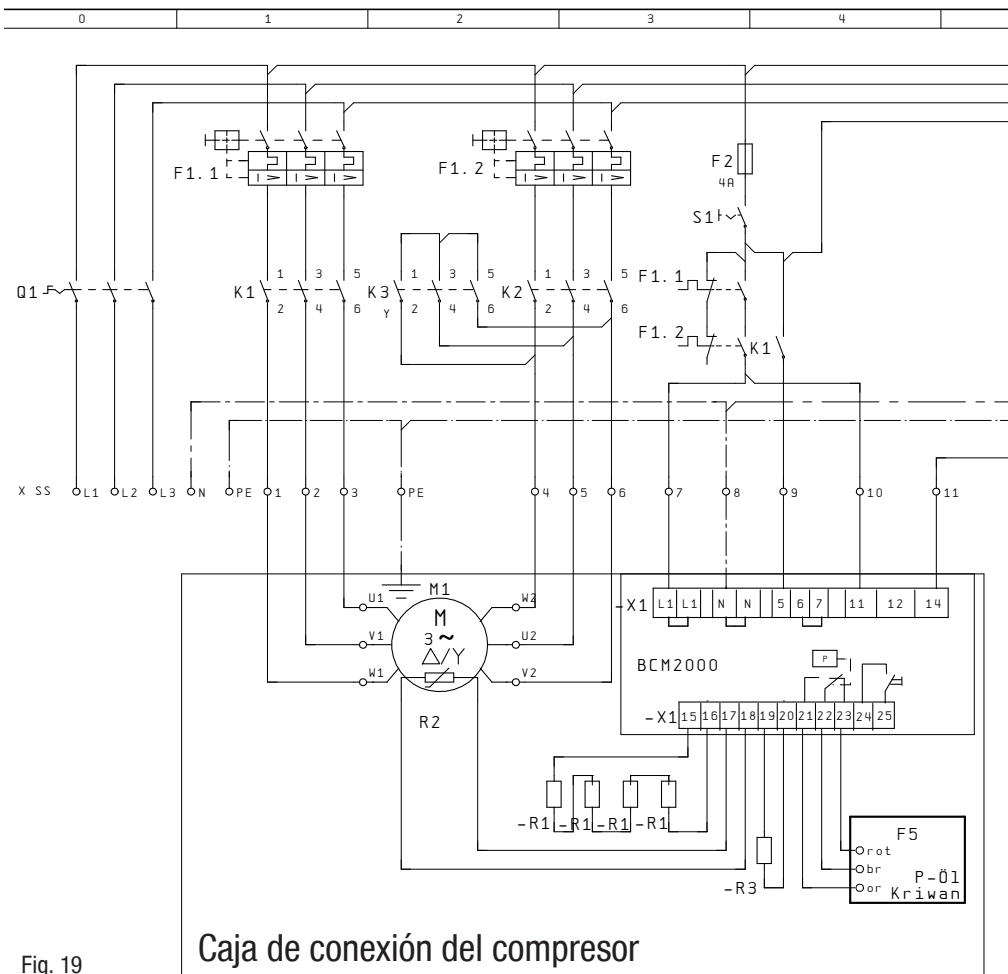 0 1 2 3 4
F1.1 F1.2 F2
4A
S1
Q1 K1 1 3 5 K3 1 3 5 K2 1 3 5 F1.1
2 4 6 Y 2 4 6 2 4 6
F1.2 K1
X SS L1 L2 L3 N PE 1 2 3 PE 4 5 6 7 8 9 10 11
M1
U1 W2 -X1 L1 L1 N N 5 6 7 11 12 14
M
3~
V1 U2
△/Y BCM2000 P
W1 V2
R2 -X1 15 16 17 18 19 20 21 22 23 24 25
-R1 -R1 -R1 -R1
F5
rot
br P-Öl
-R3 or Kriwan
Caja de conexión del compresor
Fig. 19